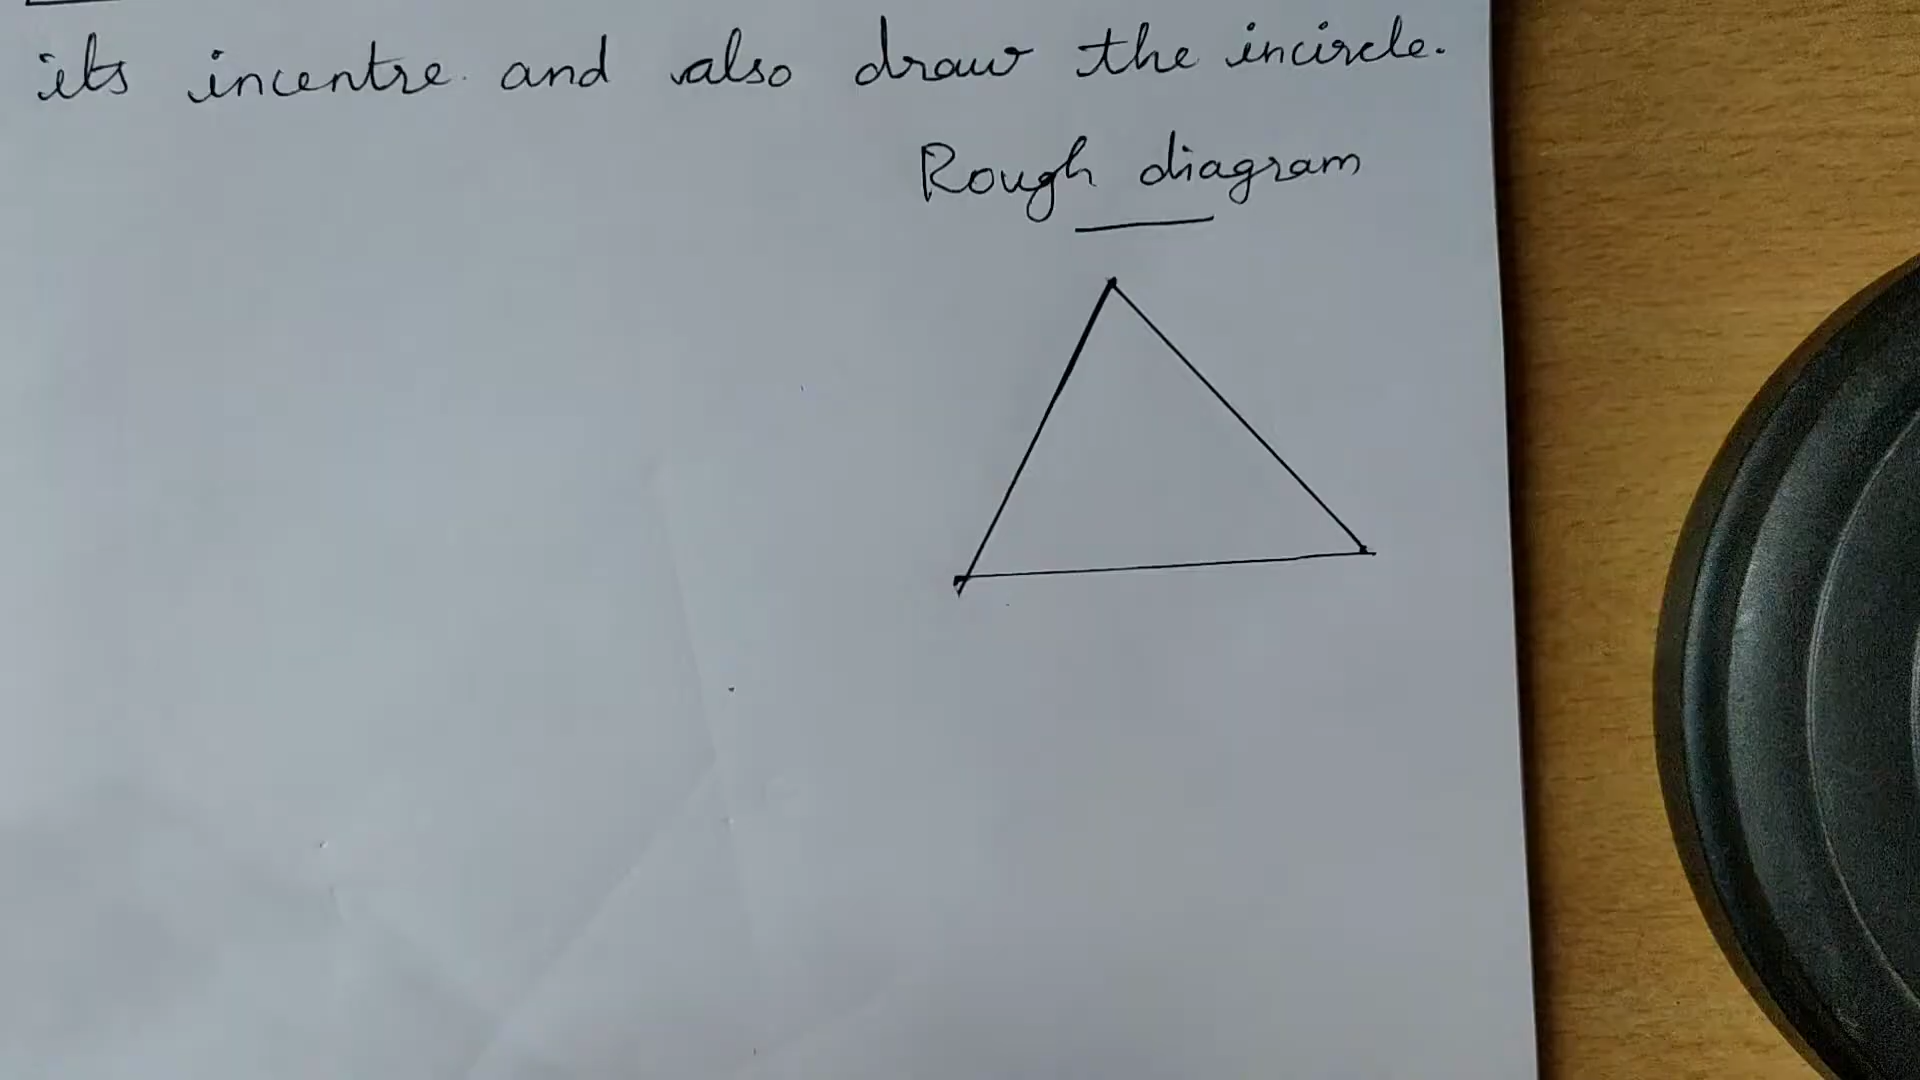 its incentre and also draw the incircle.
Rough diagram